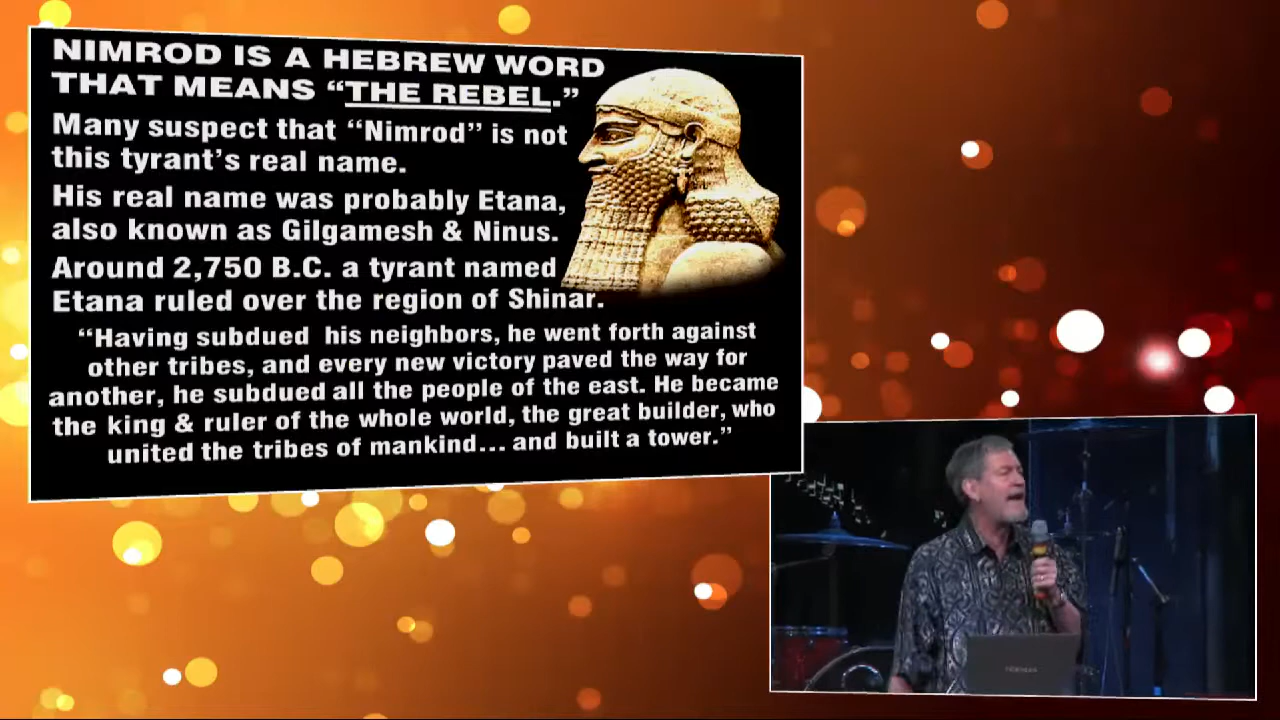 NIMROD IS A HEBREW WORD
THAT MEANS “THE REBEL.”
Many suspect that “Nimrod” is not
this tyrant’s real name.
His real name was probably Etana,
also known as Gilgamesh & Ninus.
Around 2,750 B.C. a tyrant named
Etana ruled over the region of Shinar.
“Having subdued his neighbors, he went forth against
other tribes, and every new victory paved the way for
another, he subdued all the people of the east. He became
the king & ruler of the whole world, the great builder, who
united the tribes of mankind... and built a tower.”